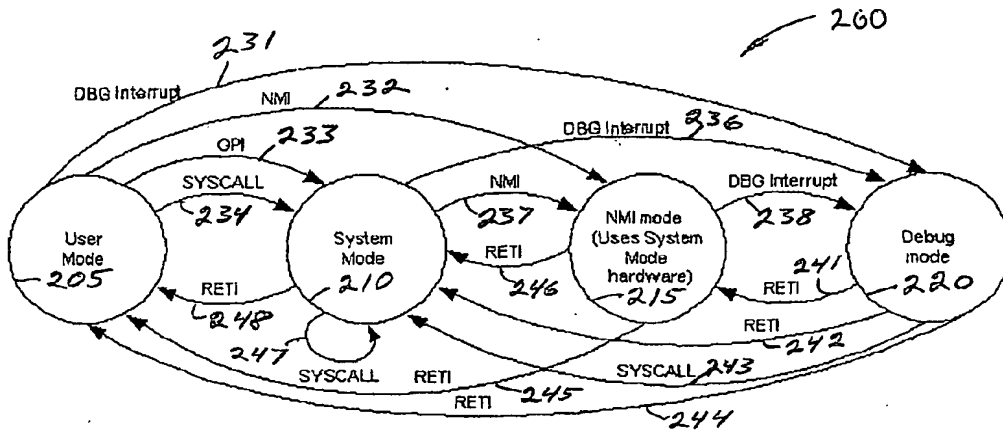 200
231
DBG Interrupt
NMI
232
GPI
233
DBG Interrupt
236
SYSCALL
234
NMI
237
DBG Interrupt
238
User
Mode
205
System
Mode
210
NMI mode
(Uses System
Mode
hardware)
215
Debug
mode
220
RETI
246
241
RETI
RETI
248
RETI
242
247
SYSCALL
SYSCALL
243
RETI
245
RETI
244